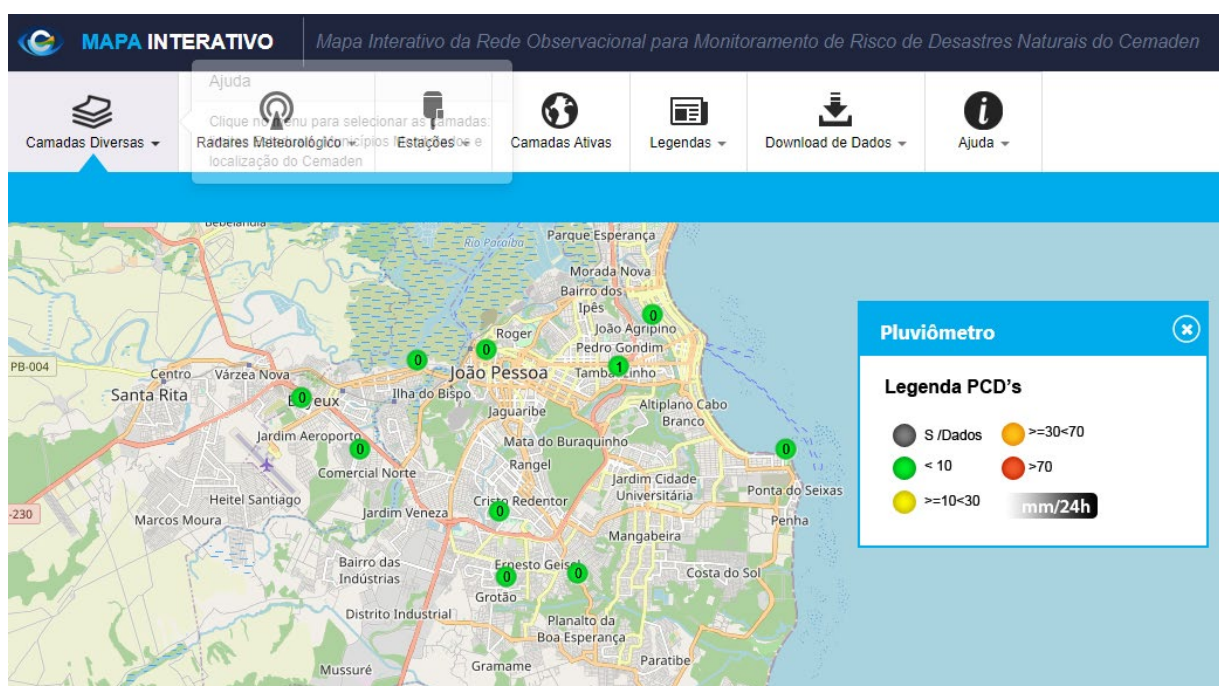 MAPA INTERATIVO
Mapa Interativo da Rede Observacional para Monitoramento de Risco de Desastres Naturais do Cemaden
Ajuda
Clique no menu para selecionar as camadas:
localização do Cemaden
Camadas Diversas
Radares Meteorológico
Estações
Camadas Ativas
Legendas
Download de Dados
Ajuda
Rio Paraíba
Parque Esperança
Morada Nova
Bairro dos
Ipês
0
Roger
João Agripino
0
Pedro Gondim
PB-004
0
João Pessoa
1
Centro
Várzea Nova
Santa Rita
0
Ilha do Bispo
Jaguaribe
Altiplano Cabo
Branco
Jardim Aeroporto
Mata do Buraquinho
0
0
Comercial Norte
Rangel
Jardim Cidade
Universitária
Ponta do Seixas
Heitel Santiago
Cristo Redentor
-230
Marcos Moura
Jardim Veneza
0
Penha
Mangabeira
Bairro das
Indústrias
Ernesto Geisel
0
0
Costa do Sol
Grotão
Distrito Industrial
Planalto da
Boa Esperança
Mussuré
Gramame
Paratibe
Pluviômetro
Legenda PCD's
S /Dados
>=30<70
< 10
>70
>=10<30
mm/24h